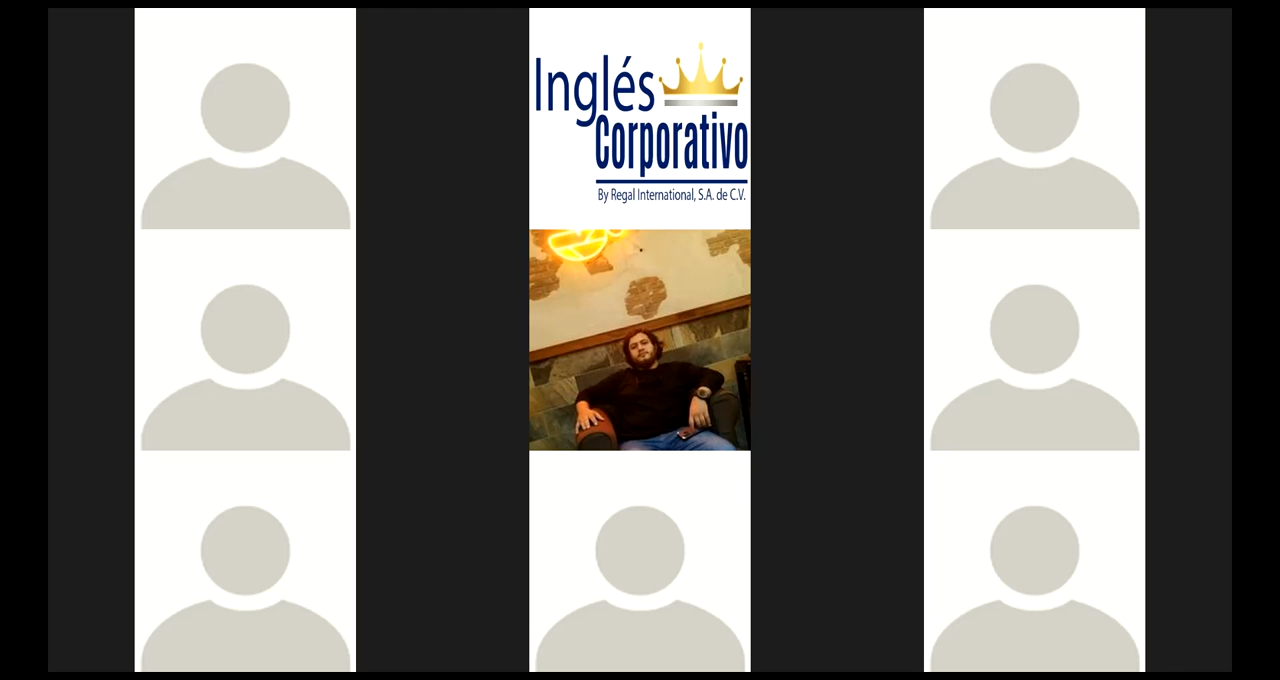 Inglés
Corporativo
By Regal International, S.A. de C.V.